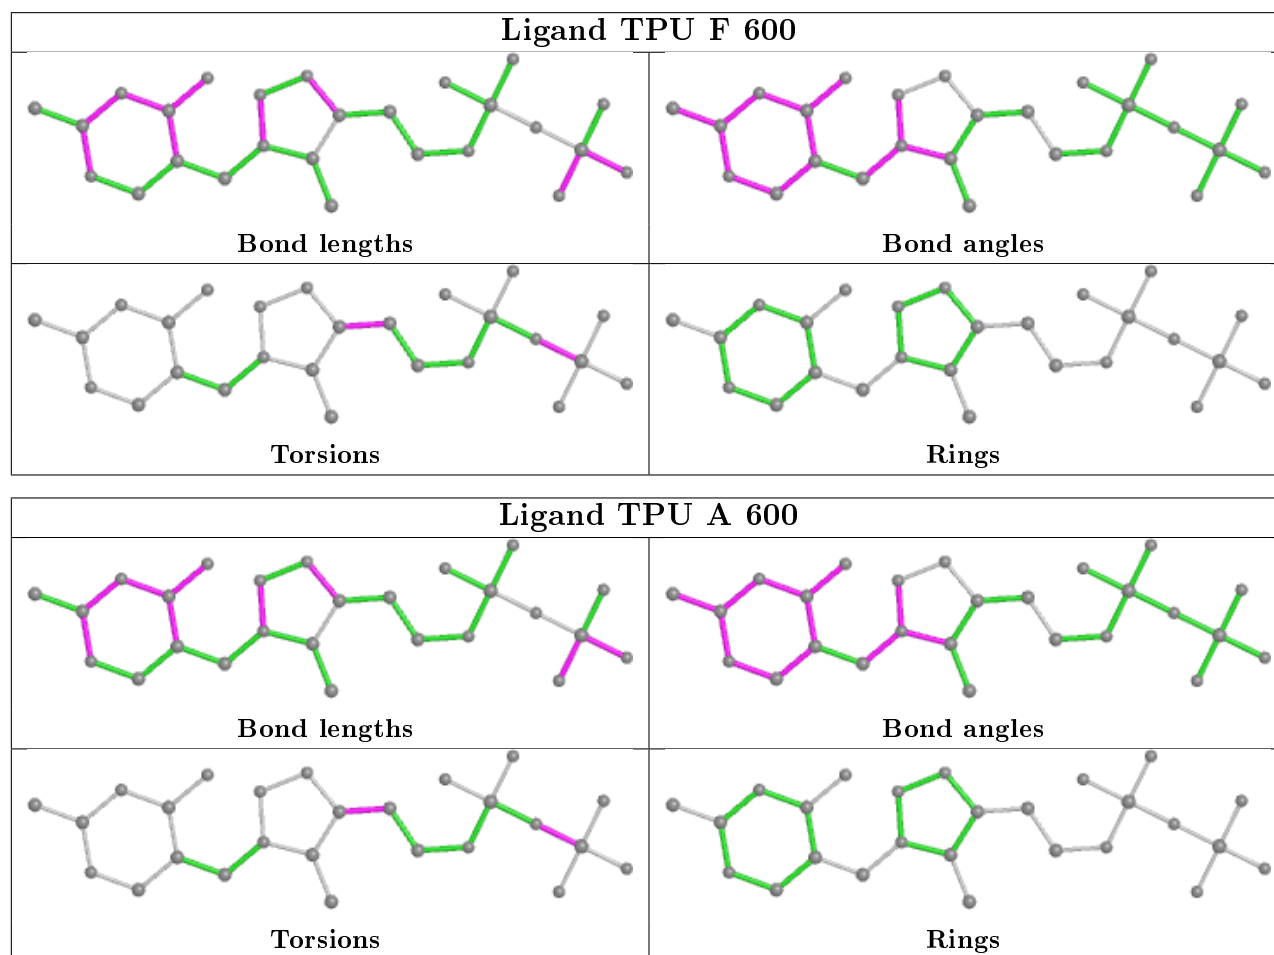 Ligand TPU F 600
Bond lengths
Bond angles
Torsions
Rings
Ligand TPU A 600
Bond lengths
Bond angles
Torsions
Rings